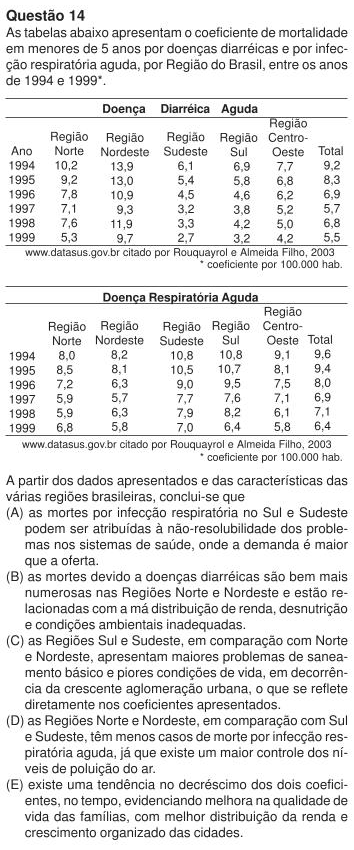 Questão 14
As tabelas abaixo apresentam o coeficiente de mortalidade
em menores de 5 anos por doenças diarréicas e por infec-
ção respiratória aguda, por Região do Brasil, entre os anos
de 1994 e 1999*.
Doença Diarréica Aguda
Ano Região Norte Região Nordeste Região Sudeste Região Sul Região Centro-Oeste Total
1994 10,2 13,9 6,1 6,9 7,7 9,2
1995 9,2 13,0 5,4 5,8 6,8 8,3
1996 7,8 10,9 4,5 4,6 6,2 6,9
1997 7,1 9,3 3,2 3,8 5,2 5,7
1998 7,6 11,9 3,3 4,2 5,0 6,8
1999 5,3 9,7 2,7 3,2 4,2 5,5
www.datasus.gov.br citado por Rouquayrol e Almeida Filho, 2003
* coeficiente por 100.000 hab.
Doença Respiratória Aguda
Região Norte Região Nordeste Região Sudeste Região Sul Região Centro-Oeste Total
1994 8,0 8,2 10,8 10,8 9,1 9,6
1995 8,5 8,1 10,5 10,7 8,1 9,4
1996 7,2 6,3 9,0 9,5 7,5 8,0
1997 5,9 5,7 7,7 7,6 7,1 6,9
1998 5,9 6,3 7,9 8,2 6,1 7,1
1999 6,8 5,8 7,0 6,4 5,8 6,4
www.datasus.gov.br citado por Rouquayrol e Almeida Filho, 2003
* coeficiente por 100.000 hab.
A partir dos dados apresentados e das características das
várias regiões brasileiras, conclui-se que
(A) as mortes por infecção respiratória no Sul e Sudeste
podem ser atribuídas à não-resolubilidade dos proble-
mas nos sistemas de saúde, onde a demanda é maior
que a oferta.
(B) as mortes devido a doenças diarréicas são bem mais
numerosas nas Regiões Norte e Nordeste e estão re-
lacionadas com a má distribuição de renda, desnutrição
e condições ambientais inadequadas.
(C) as Regiões Sul e Sudeste, em comparação com Norte
e Nordeste, apresentam maiores problemas de sanea-
mento básico e piores condições de vida, em decorrên-
cia da crescente aglomeração urbana, o que se reflete
diretamente nos coeficientes apresentados.
(D) as Regiões Norte e Nordeste, em comparação com Sul
e Sudeste, têm menos casos de morte por infecção res-
piratória aguda, já que existe um maior controle dos ní-
veis de poluição do ar.
(E) existe uma tendência no decréscimo dos dois coefici-
entes, no tempo, evidenciando melhora na qualidade de
vida das famílias, com melhor distribuição da renda e
crescimento organizado das cidades.